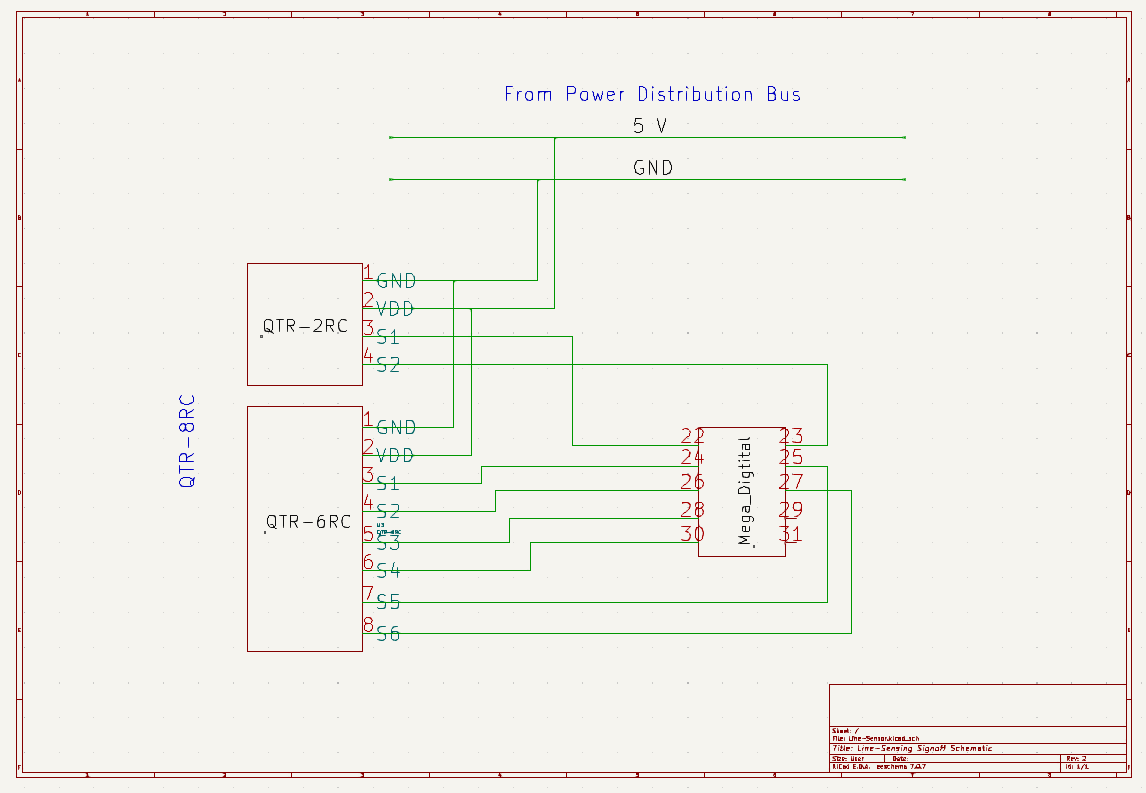 From Power Distribution Bus
5 V
GND
QTR-8RC
QTR-2RC
1 GND
2 VDD
3 S1
4 S2
QTR-6RC
1 GND
2 VDD
3 S1
4 S2
5 S3
6 S4
7 S5
8 S6
Mega_Digtital
22 23
24 25
26 27
28 29
30 31
Sheet: /
File: Line-Sensor.kicad_sch
Title: Line-Sensing Signoff Schematic
Size: User Date: Rev: 2
KiCad E.D.A. eeschema 7.0.7 Id: 1/1